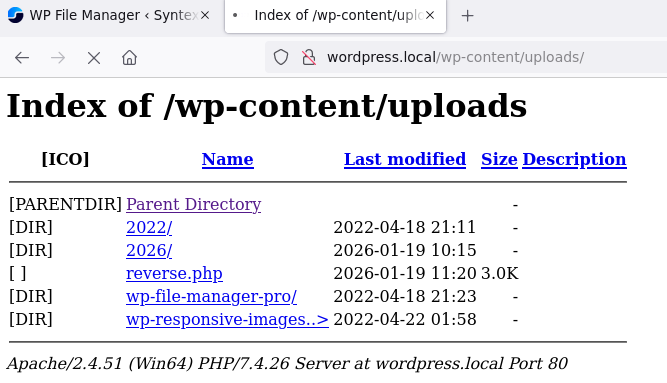 WP File Manager ‹ Syntex
Index of /wp-content/uplo
wordpress.local/wp-content/uploads/
Index of /wp-content/uploads
[ICO] Name Last modified Size Description
[PARENTDIR] Parent Directory -
[DIR] 2022/ 2022-04-18 21:11 -
[DIR] 2026/ 2026-01-19 10:15 -
[ ] reverse.php 2026-01-19 11:20 3.0K
[DIR] wp-file-manager-pro/ 2022-04-18 21:23 -
[DIR] wp-responsive-images..> 2022-04-22 01:58 -
Apache/2.4.51 (Win64) PHP/7.4.26 Server at wordpress.local Port 80